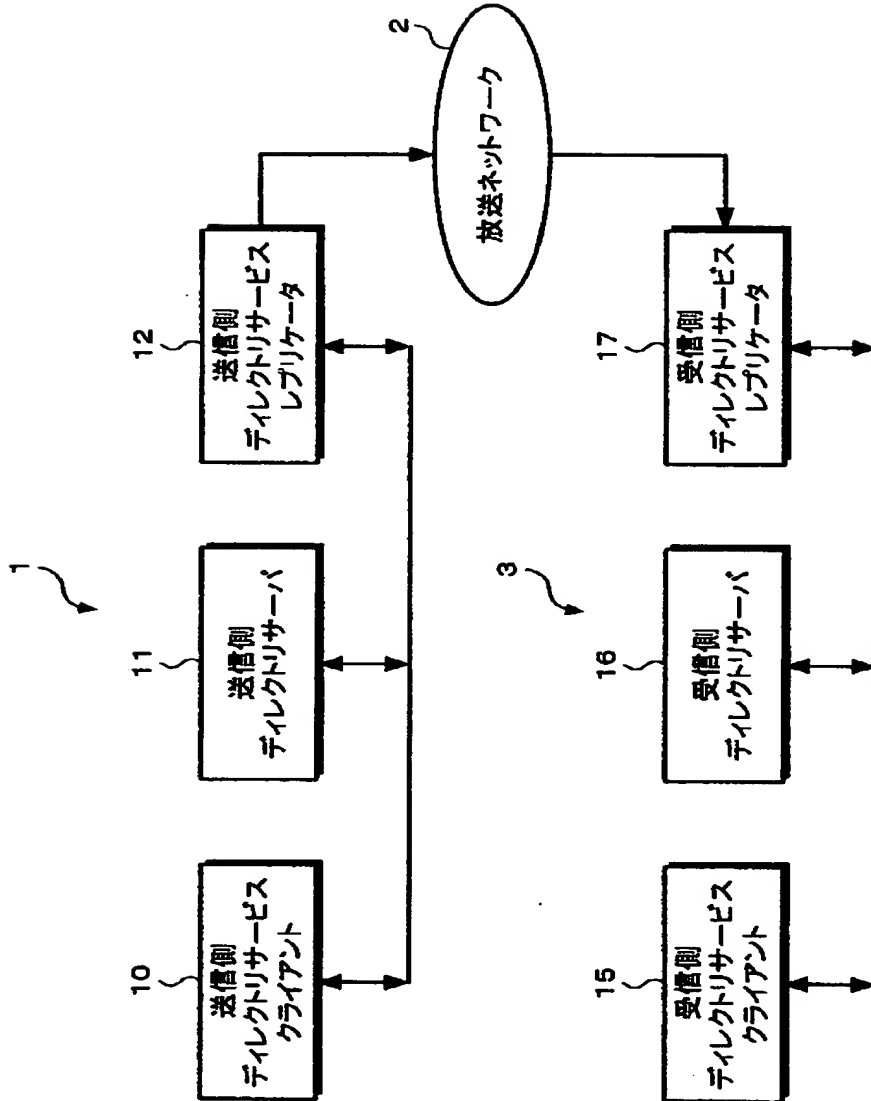 1
10
送信側
ディレクトリサービス
クライアント
11
送信側
ディレクトリサーバ
12
送信側
ディレクトリサービス
レプリケータ
2
放送ネットワーク
3
15
受信側
ディレクトリサービス
クライアント
16
受信側
ディレクトリサーバ
17
受信側
ディレクトリサービス
レプリケータ